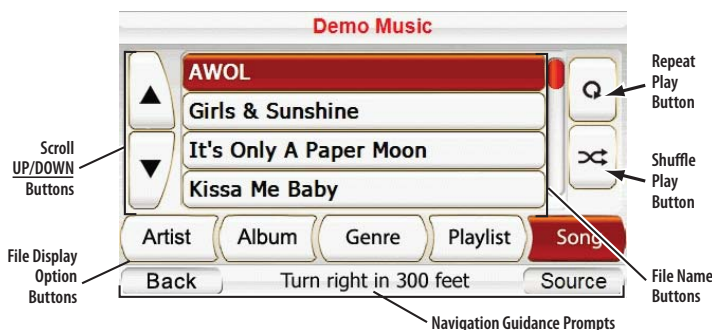 Demo Music
AWOL
Girls & Sunshine
It's Only A Paper Moon
Kissa Me Baby
Artist
Album
Genre
Playlist
Song
Back
Turn right in 300 feet
Source
Scroll
UP/DOWN
Buttons
File Display
Option
Buttons
Repeat
Play
Button
Shuffle
Play
Button
File Name
Buttons
Navigation Guidance Prompts